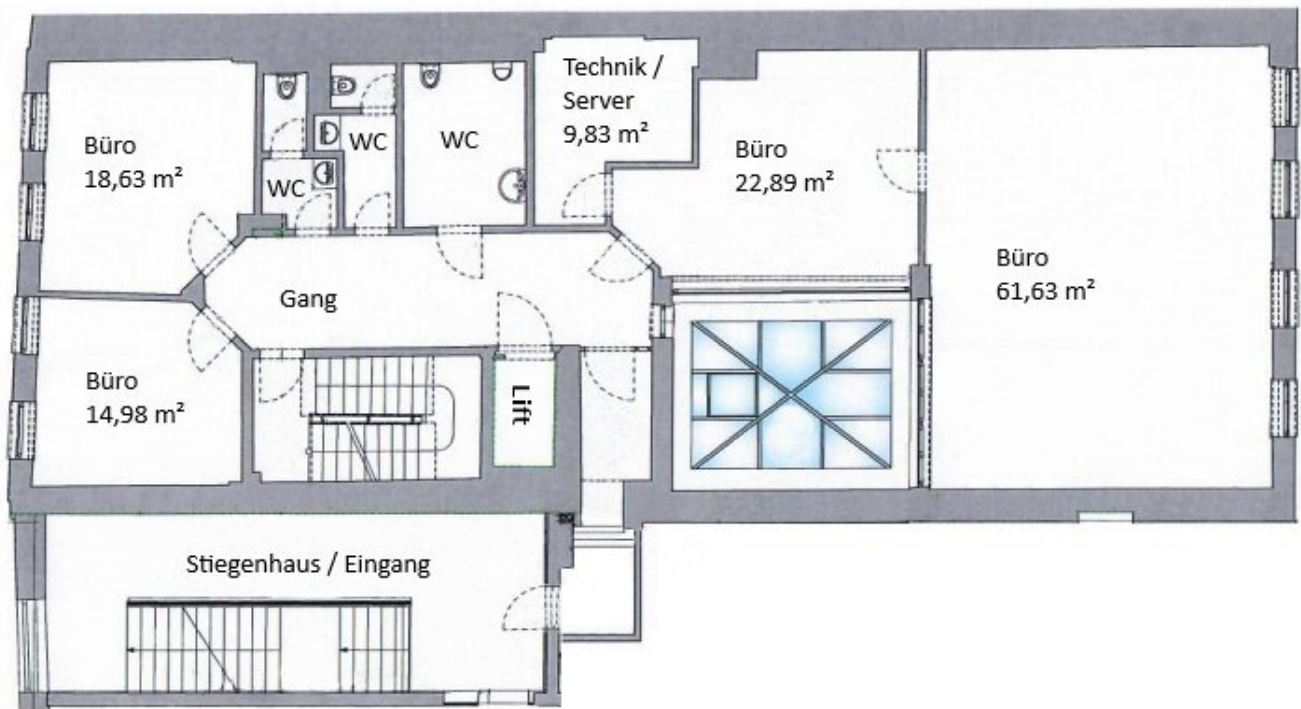 Technik /
Server
9,83 m²
Büro
18,63 m²
WC
WC
WC
Büro
22,89 m²
Büro
61,63 m²
Gang
Büro
14,98 m²
Lift
Stiegenhaus / Eingang